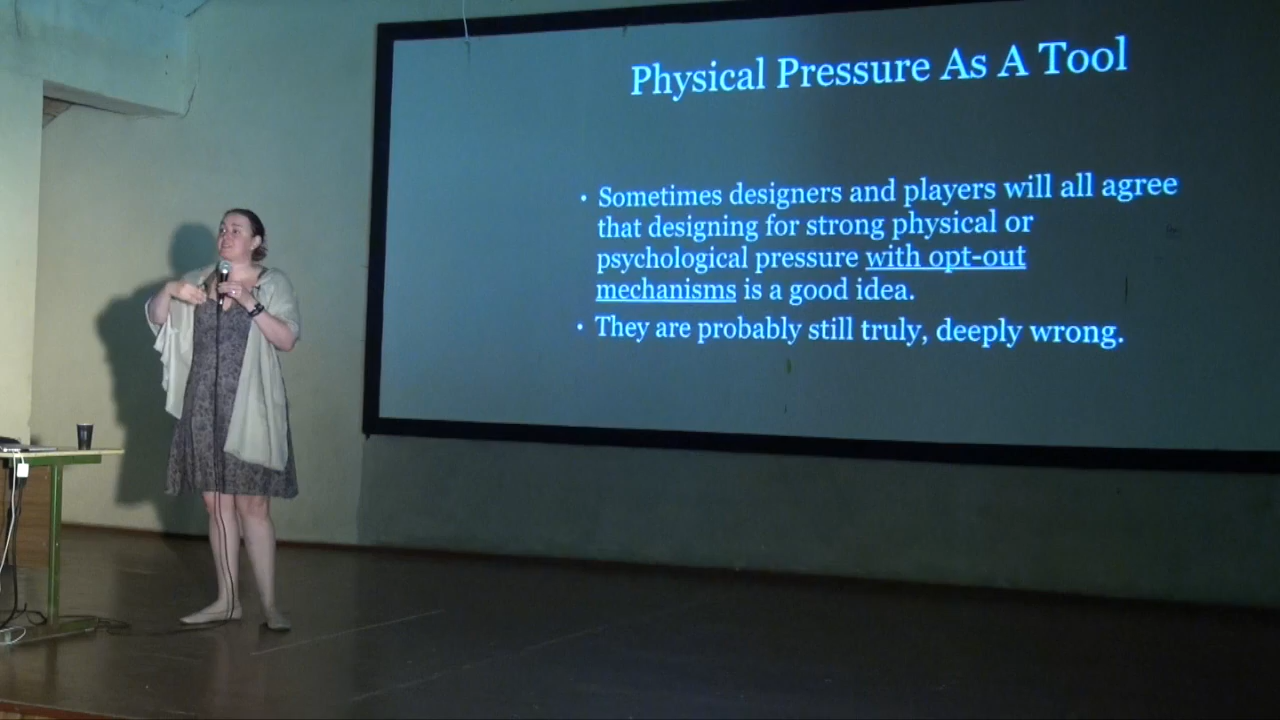 Physical Pressure As A Tool
• Sometimes designers and players will all agree
that designing for strong physical or
psychological pressure with opt-out
mechanisms is a good idea.
• They are probably still truly, deeply wrong.